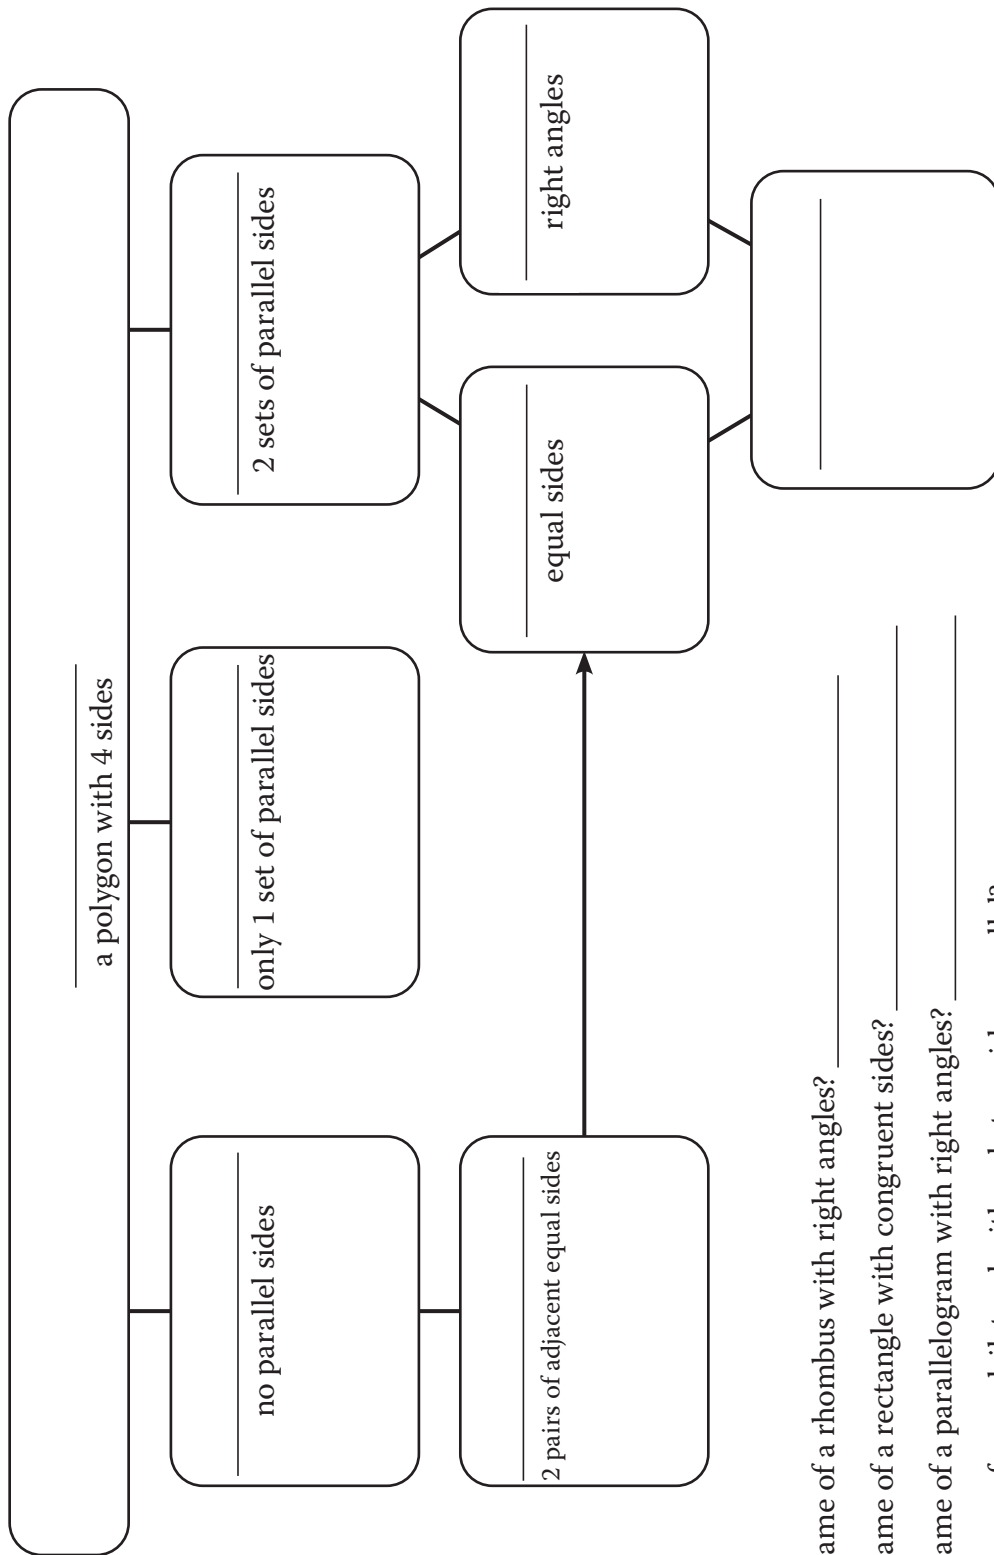 a polygon with 4 sides
no parallel sides
only 1 set of parallel sides
2 sets of parallel sides
2 pairs of adjacent equal sides
equal sides
right angles
ame of a rhombus with right angles?
ame of a rectangle with congruent sides?
ame of a parallelogram with right angles?